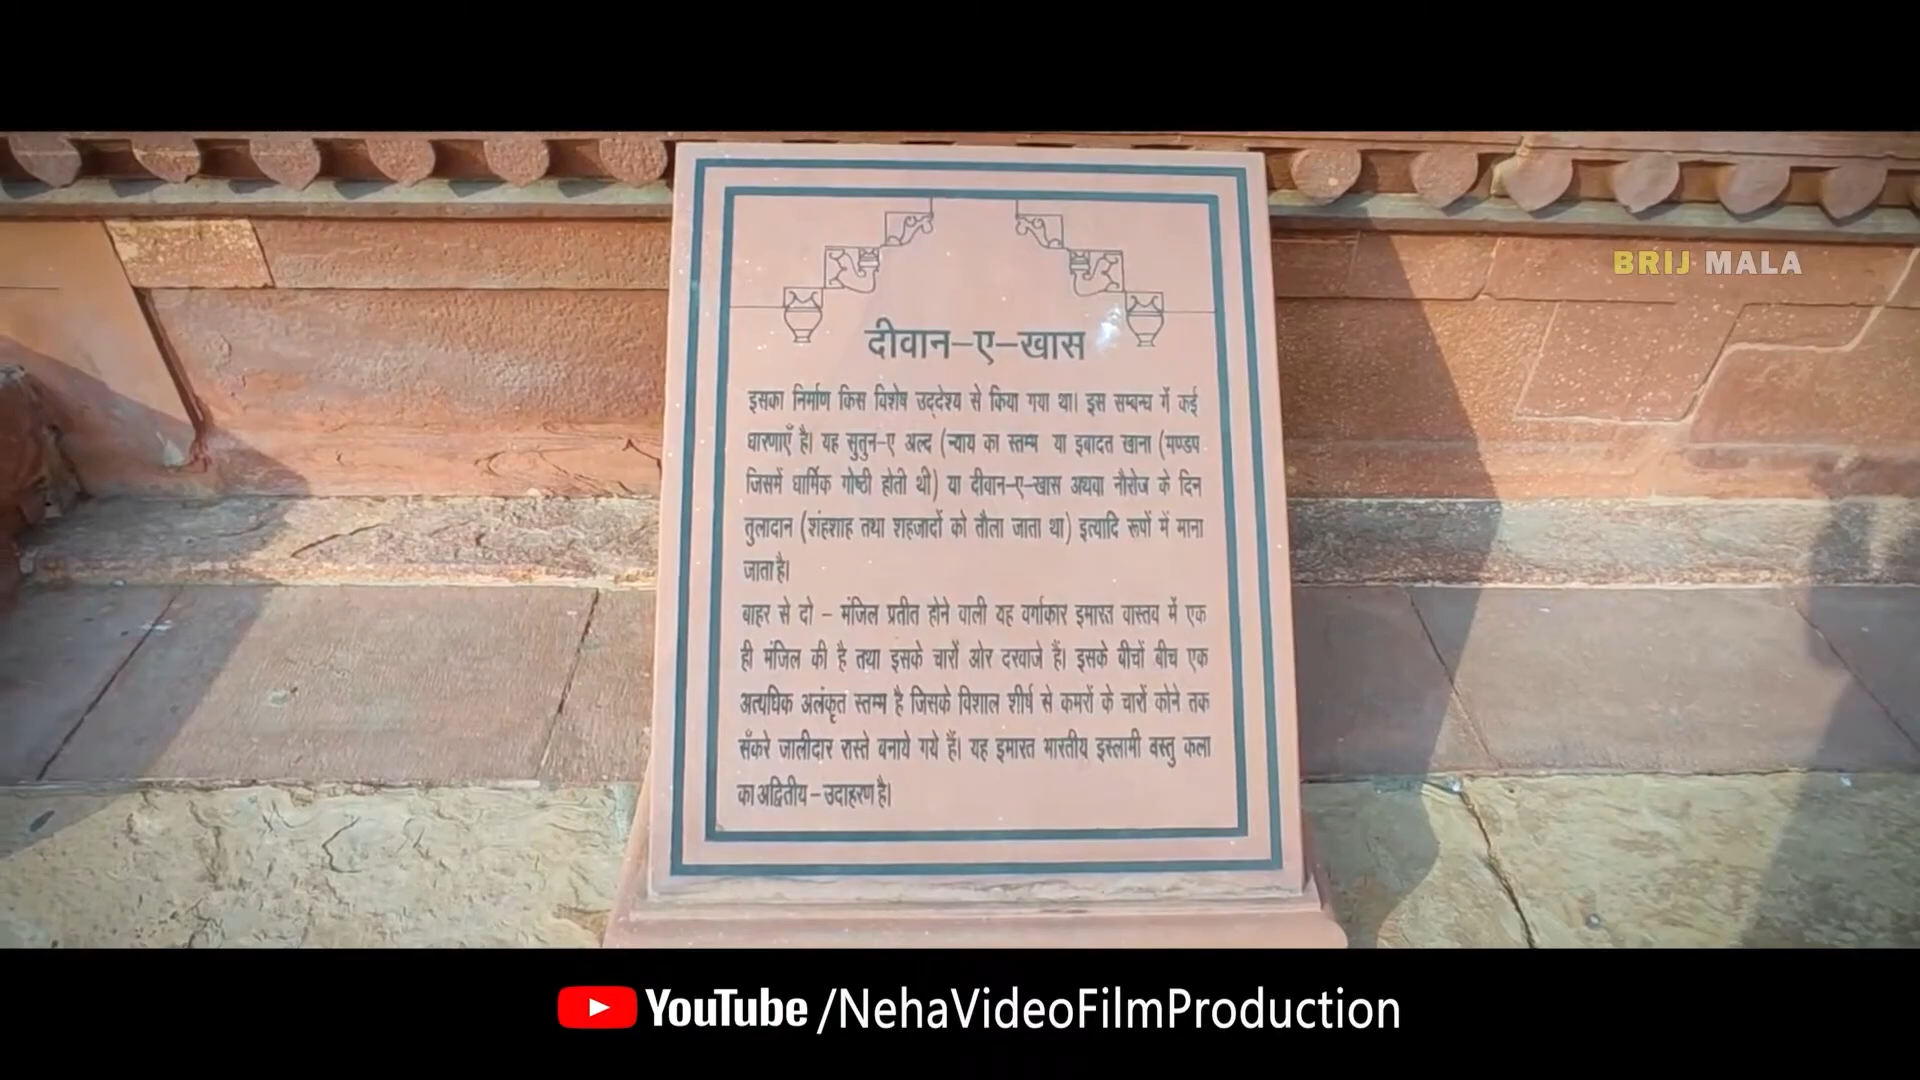 BRIJ MALA
दीवान–ए–खास
इसका निर्माण किस विशेष उद्देश्य से किया गया था। इस सम्बन्ध में कई
धारणाएँ है। यह सुतुन–ए अल्द (न्याय का स्तम्भ या इबादत खाना (मण्डप
जिसमें धार्मिक गोष्ठी होती थी) या दीवान–ए–खास अथवा नौरोज के दिन
तुलादान (शंहशाह तथा शहजादों को तौला जाता था) इत्यादि रूपों में माना
जाता है।
बाहर से दो – मंजिल प्रतीत होने वाली यह वर्गाकार इमारत वास्तव में एक
ही मंजिल की है तथा इसके चारों ओर दरवाजे हैं। इसके बीचों बीच एक
अत्यधिक अलंकृत स्तम्भ है जिसके विशाल शीर्ष से कमरों के चारों कोने तक
सँकरे जालीदार रास्ते बनाये गये हैं। यह इमारत भारतीय इस्लामी वस्तु कला
का अद्वितीय – उदाहरण है।
YouTube /NehaVideoFilmProduction